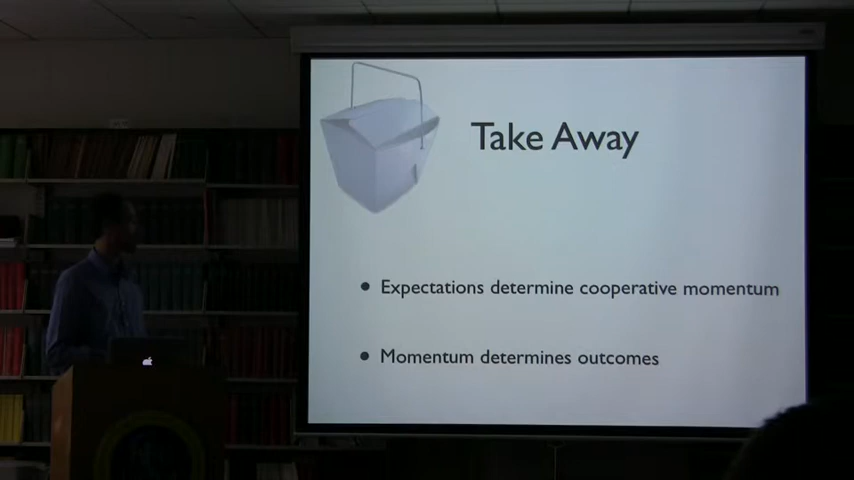 Take Away
• Expectations determine cooperative momentum
• Momentum determines outcomes